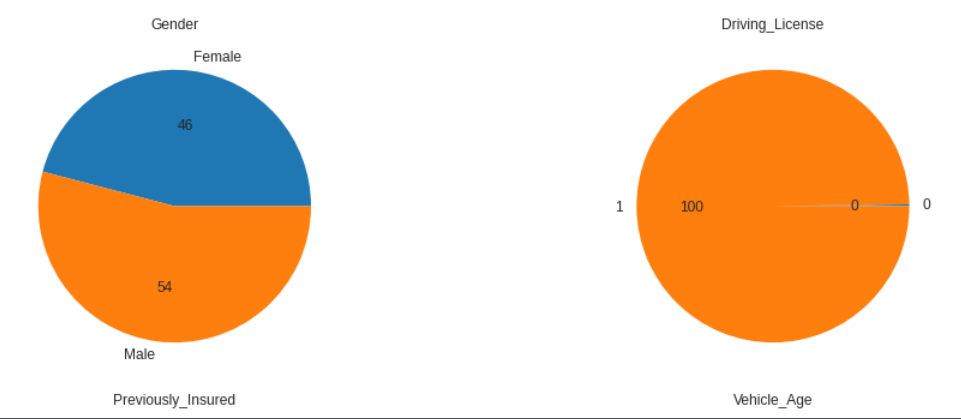 Gender
Female
46
54
Male
Previously_Insured
Driving_License
1
100
0
0
Vehicle_Age